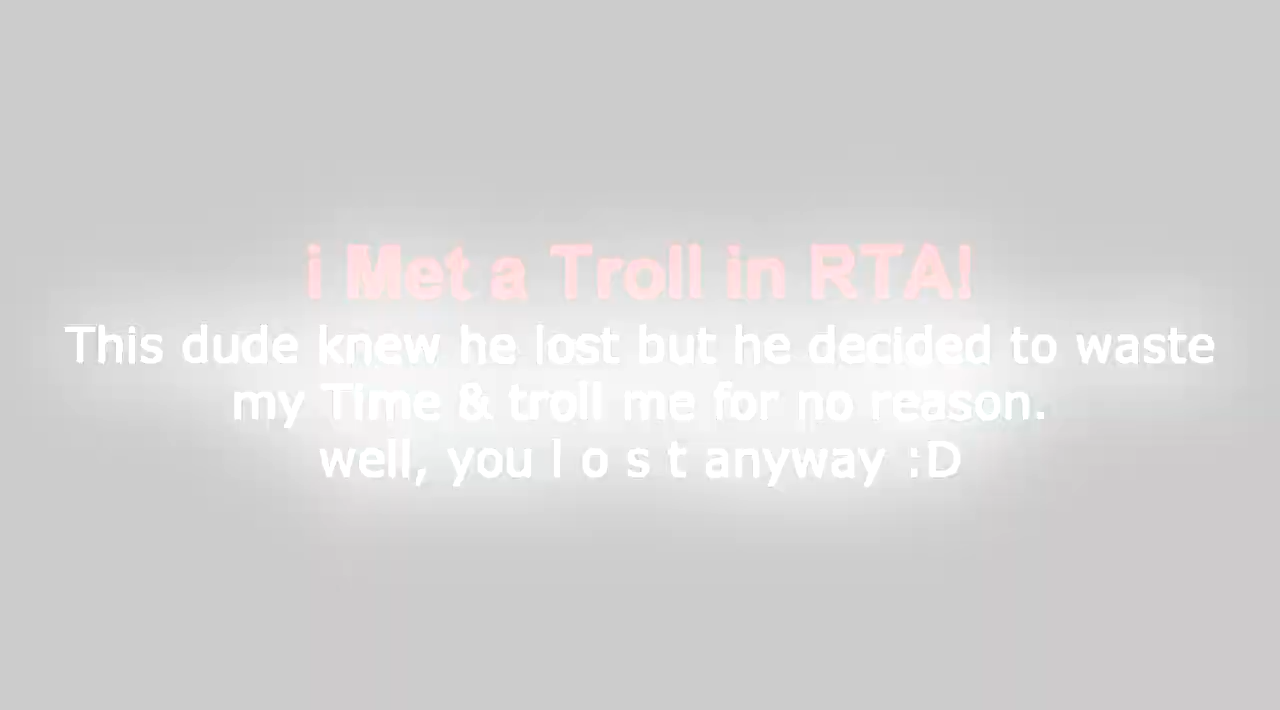 i Met a Troll in RTA!
This dude knew he lost but he decided to waste
my Time & troll me for no reason.
well, you l o s t anyway :D